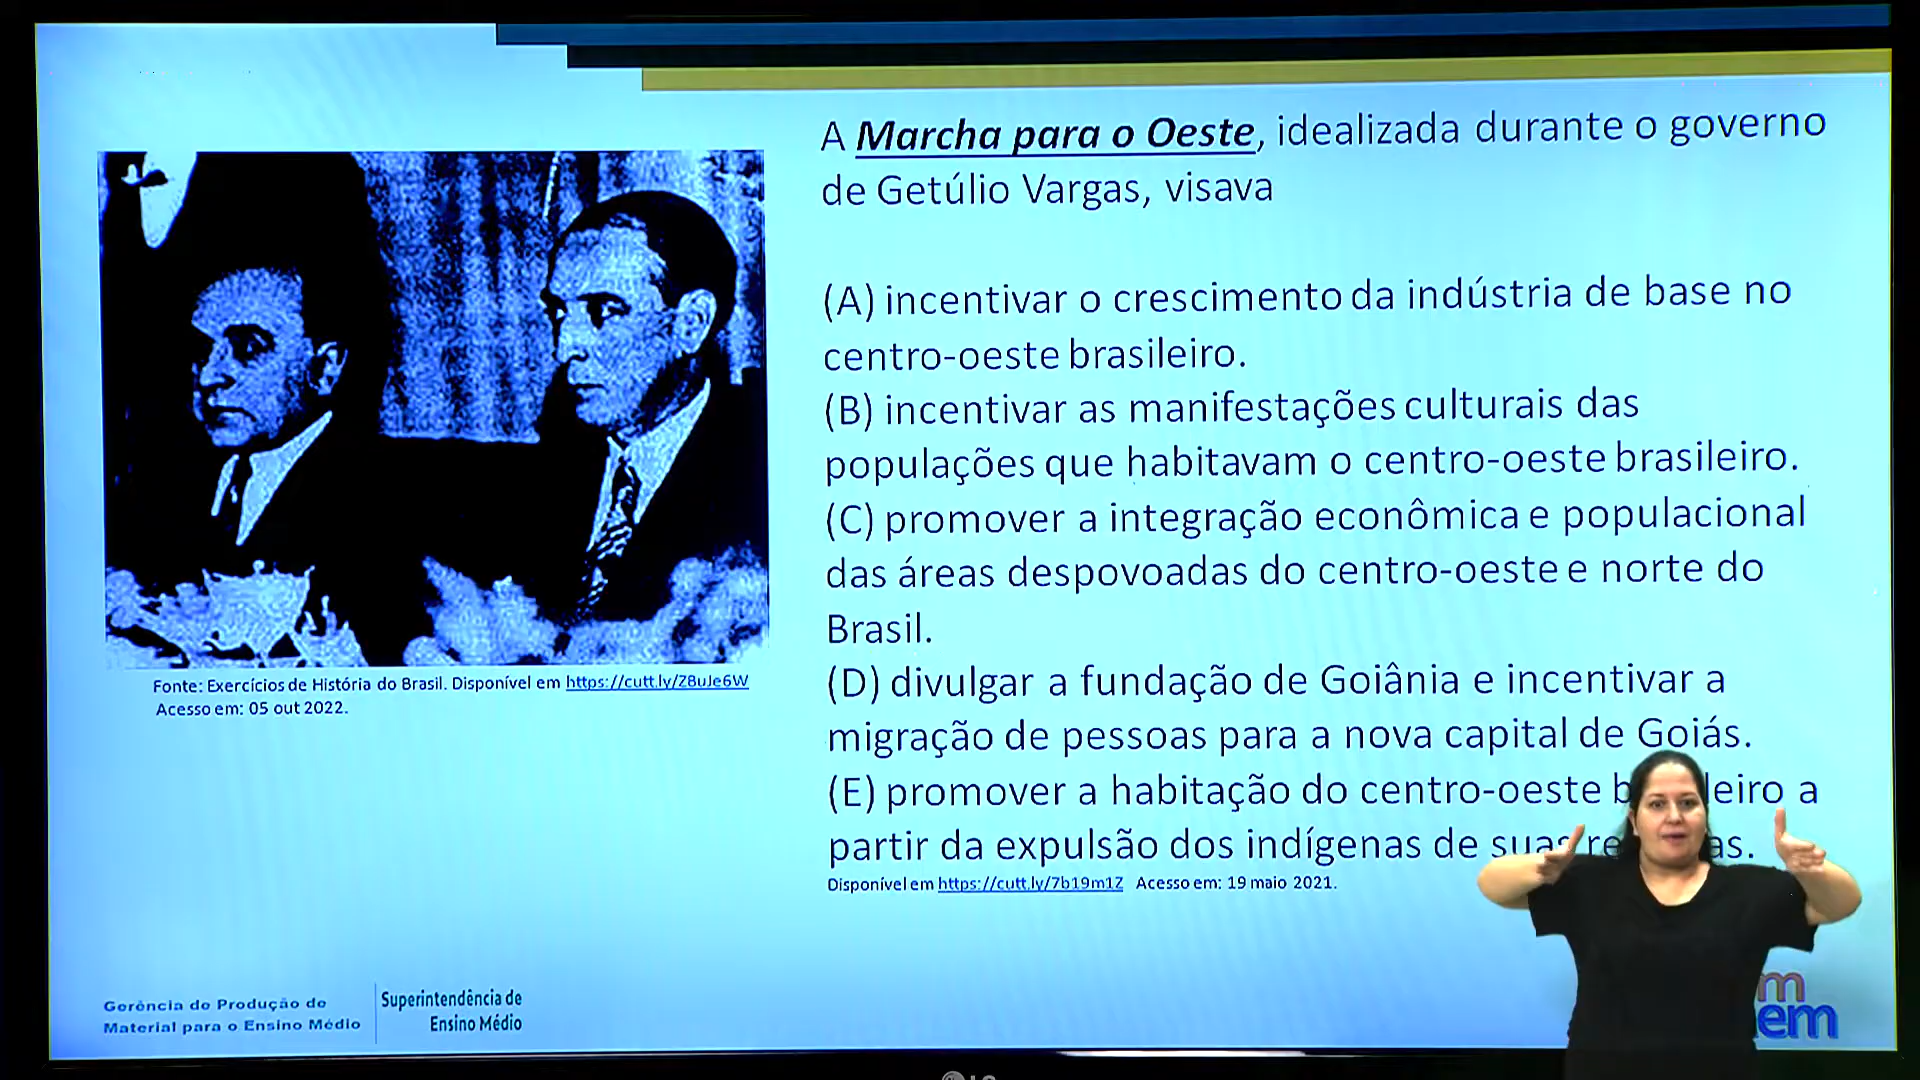 A Marcha para o Oeste, idealizada durante o governo
de Getúlio Vargas, visava
(A) incentivar o crescimento da indústria de base no
centro-oeste brasileiro.
(B) incentivar as manifestações culturais das
populações que habitavam o centro-oeste brasileiro.
(C) promover a integração econômica e populacional
das áreas despovoadas do centro-oeste e norte do
Brasil.
(D) divulgar a fundação de Goiânia e incentivar a
migração de pessoas para a nova capital de Goiás.
(E) promover a habitação do centro-oeste b leiro a
partir da expulsão dos indígenas de suas re as.
Disponível em https://cutt.ly/7b19m1Z Acesso em: 19 maio 2021.
Fonte: Exercícios de História do Brasil. Disponível em https://cutt.ly/Z8uJe6W
Acesso em: 05 out 2022.
Gerência de Produção de
Material para o Ensino Médio
Superintendência de
Ensino Médio
em